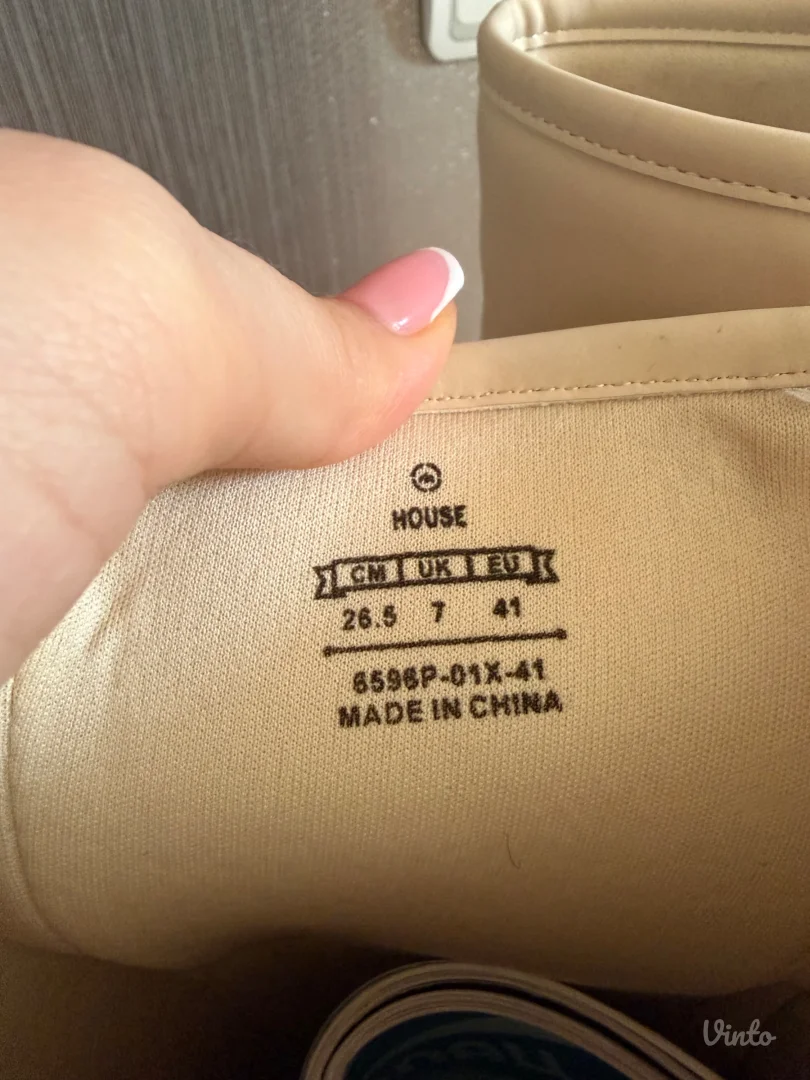 HOUSE
CM UK EU
26.5 7 41
6596P-01X-41
MADE IN CHINA
Vinto